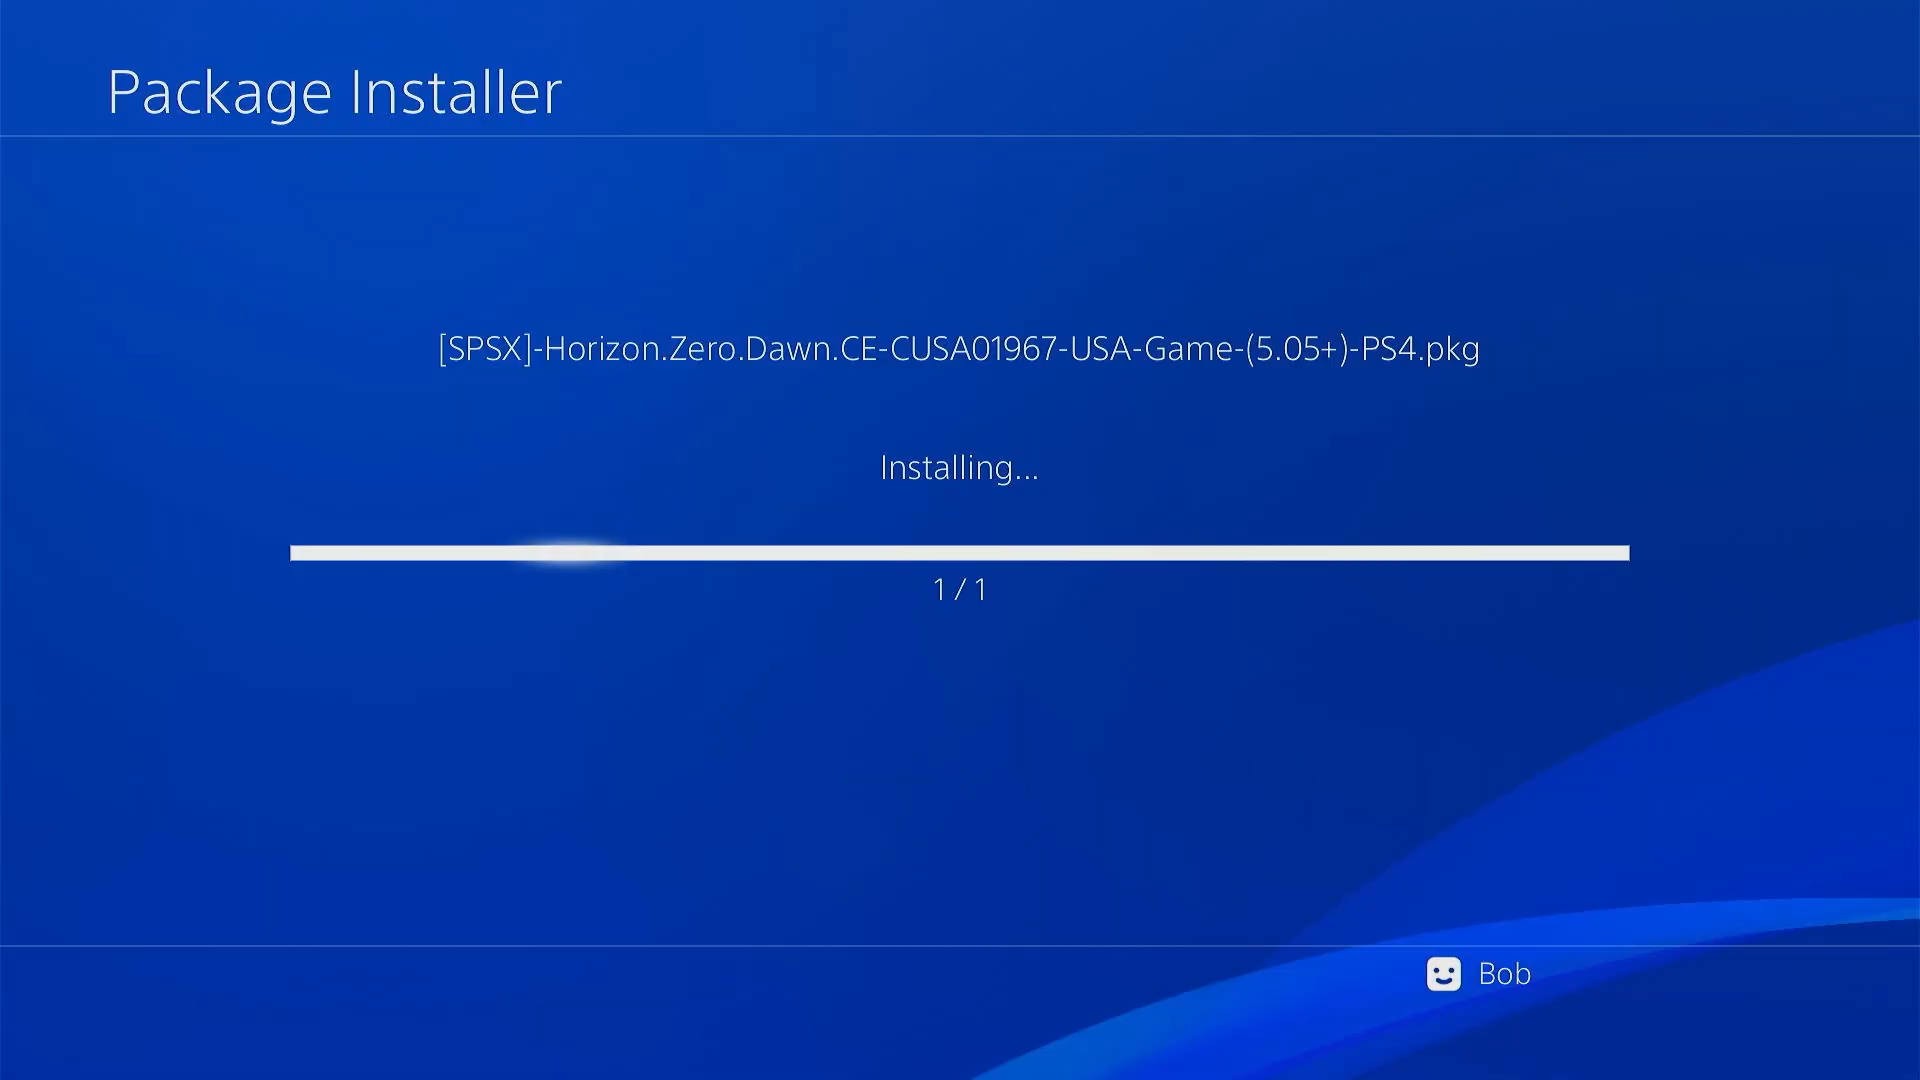 Package Installer
[SPSX]-Horizon.Zero.Dawn.CE-CUSA01967-USA-Game-(5.05+)-PS4.pkg
Installing...
1 / 1
Bob